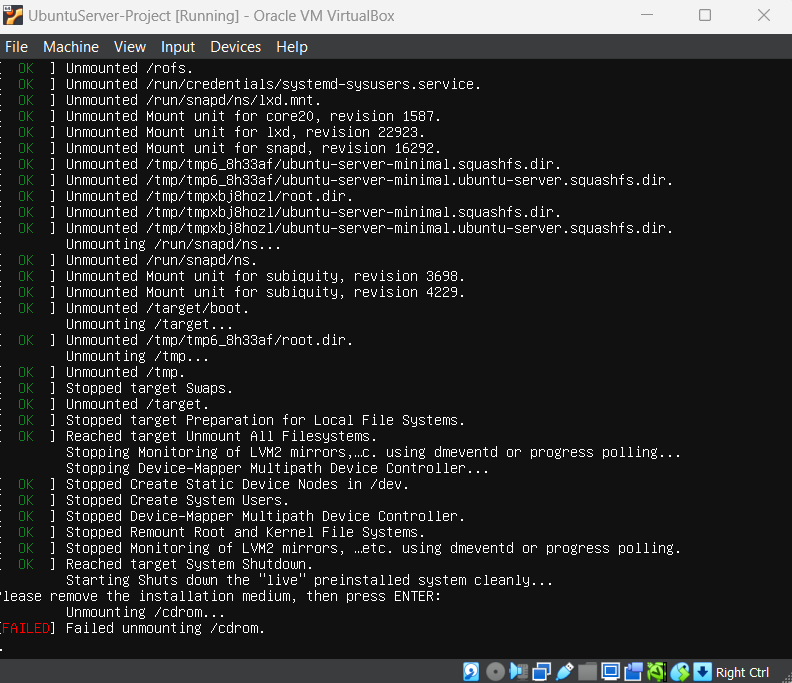 UbuntuServer-Project [Running] - Oracle VM VirtualBox
File Machine View Input Devices Help
[ OK ] Unmounted /rofs.
[ OK ] Unmounted /run/credentials/systemd-sysusers.service.
[ OK ] Unmounted /run/snapd/ns/lxd.mnt.
[ OK ] Unmounted Mount unit for core20, revision 1587.
[ OK ] Unmounted Mount unit for lxd, revision 22923.
[ OK ] Unmounted Mount unit for snapd, revision 16292.
[ OK ] Unmounted /tmp/tmp6_8h33af/ubuntu-server-minimal.squashfs.dir.
[ OK ] Unmounted /tmp/tmp6_8h33af/ubuntu-server-minimal.ubuntu-server.squashfs.dir.
[ OK ] Unmounted /tmp/tmpxbj8hozl/root.dir.
[ OK ] Unmounted /tmp/tmpxbj8hozl/ubuntu-server-minimal.squashfs.dir.
[ OK ] Unmounted /tmp/tmpxbj8hozl/ubuntu-server-minimal.ubuntu-server.squashfs.dir.
Unmounting /run/snapd/ns...
[ OK ] Unmounted /run/snapd/ns.
[ OK ] Unmounted Mount unit for subiquity, revision 3698.
[ OK ] Unmounted Mount unit for subiquity, revision 4229.
[ OK ] Unmounted /target/boot.
Unmounting /target...
[ OK ] Unmounted /tmp/tmp6_8h33af/root.dir.
Unmounting /tmp...
[ OK ] Unmounted /tmp.
[ OK ] Stopped target Swaps.
[ OK ] Unmounted /target.
[ OK ] Stopped target Preparation for Local File Systems.
[ OK ] Reached target Unmount All Filesystems.
Stopping Monitoring of LVM2 mirrors,…c. using dmeventd or progress polling...
Stopping Device-Mapper Multipath Device Controller...
[ OK ] Stopped Create Static Device Nodes in /dev.
[ OK ] Stopped Create System Users.
[ OK ] Stopped Device-Mapper Multipath Device Controller.
[ OK ] Stopped Remount Root and Kernel File Systems.
[ OK ] Stopped Monitoring of LVM2 mirrors, …etc. using dmeventd or progress polling.
[ OK ] Reached target System Shutdown.
Starting Shuts down the "live" preinstalled system cleanly...
Please remove the installation medium, then press ENTER:
Unmounting /cdrom...
[FAILED] Failed unmounting /cdrom.
Right Ctrl